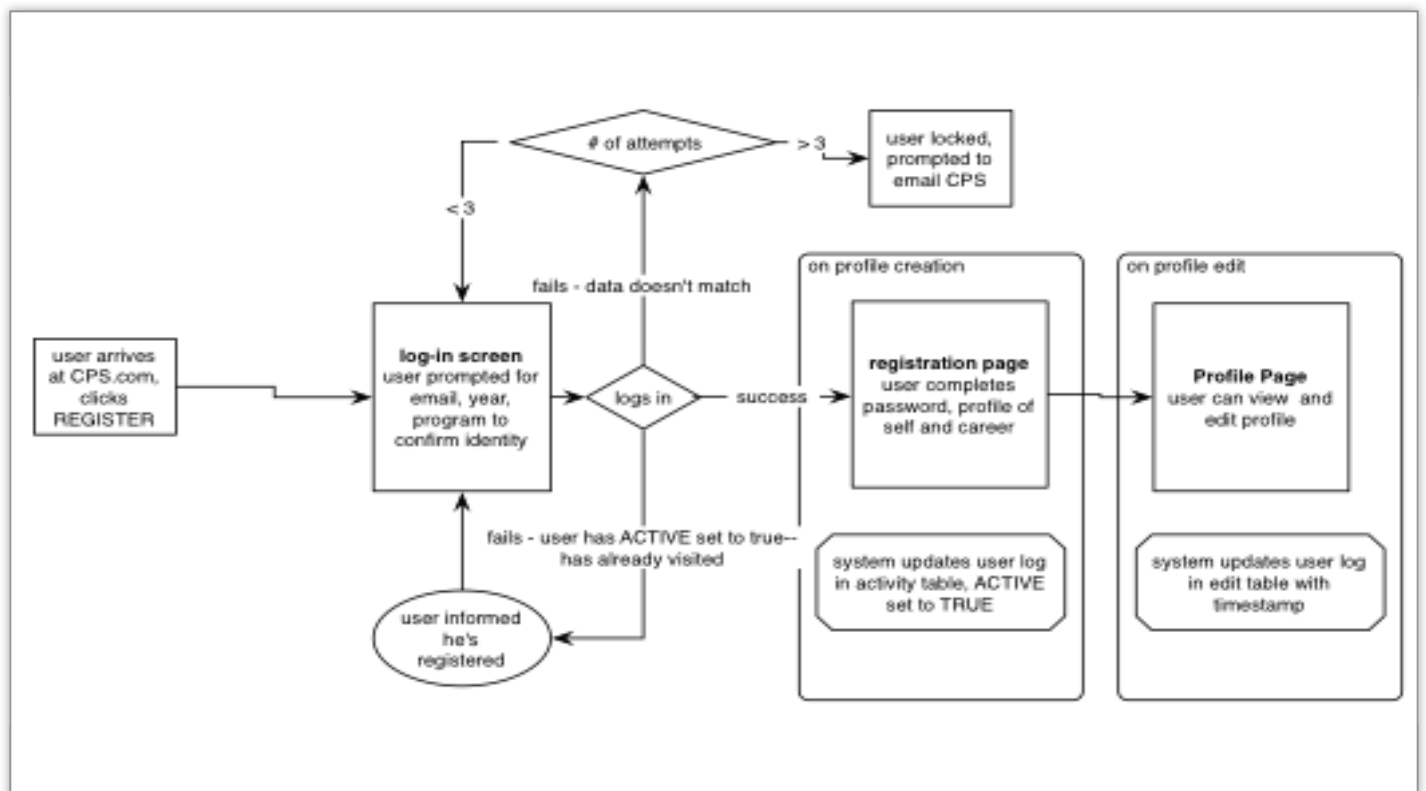 # of attempts
> 3
user locked,
prompted to
email CPS
< 3
fails - data doesn't match
on profile creation
on profile edit
user arrives
at CPS.com,
clicks
REGISTER
log-in screen
user prompted for
email, year,
program to
confirm identity
logs in
success
registration page
user completes
password, profile of
self and career
Profile Page
user can view and
edit profile
fails - user has ACTIVE set to true--
has already visited
user informed
he's
registered
system updates user log
in activity table, ACTIVE
set to TRUE
system updates user log
in edit table with
timestamp